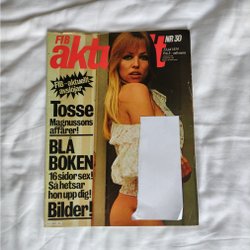 FIB
aktuellt
NR 30
FIB-aktuellt
avslöjar
Tosse
Magnussons
affärer!
BLÅ
BOKEN
16 sidor sex!
Så hetsar
hon upp dig!
Bilder!